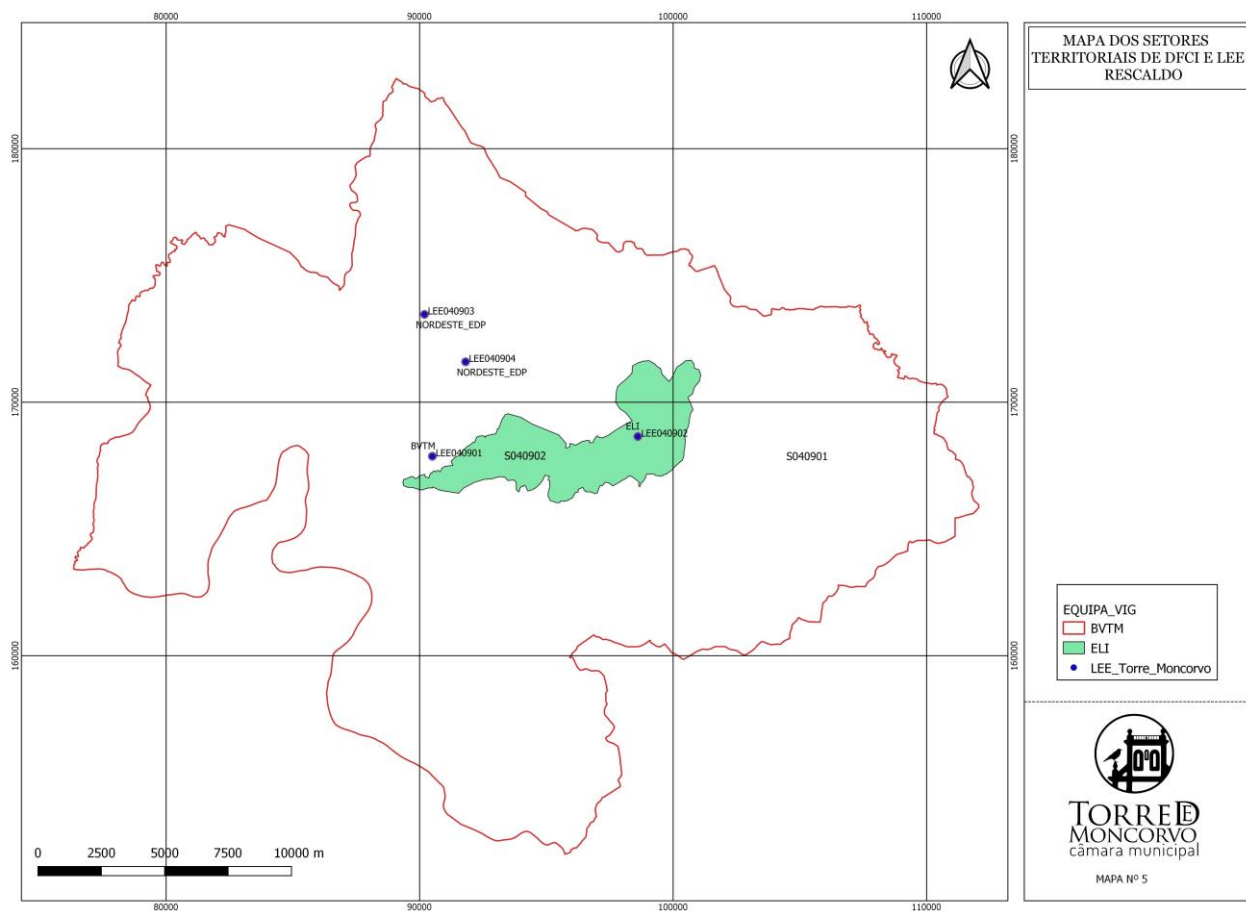 80000
90000
100000
110000
180000
180000
170000
170000
160000
160000
LEE040903
NORDESTE_EDP
LEE040904
NORDESTE_EDP
ELI
LEE040902
BVTM
LEE040901
S040902
S040901
0 2500 5000 7500 10000 m
80000
90000
100000
110000
MAPA DOS SETORES
TERRITORIAIS DE DFCI E LEE
RESCALDO
EQUIPA_VIG
BVTM
ELI
LEE_Torre_Moncorvo
TORRE DE
MONCORVO
câmara municipal
MAPA Nº 5